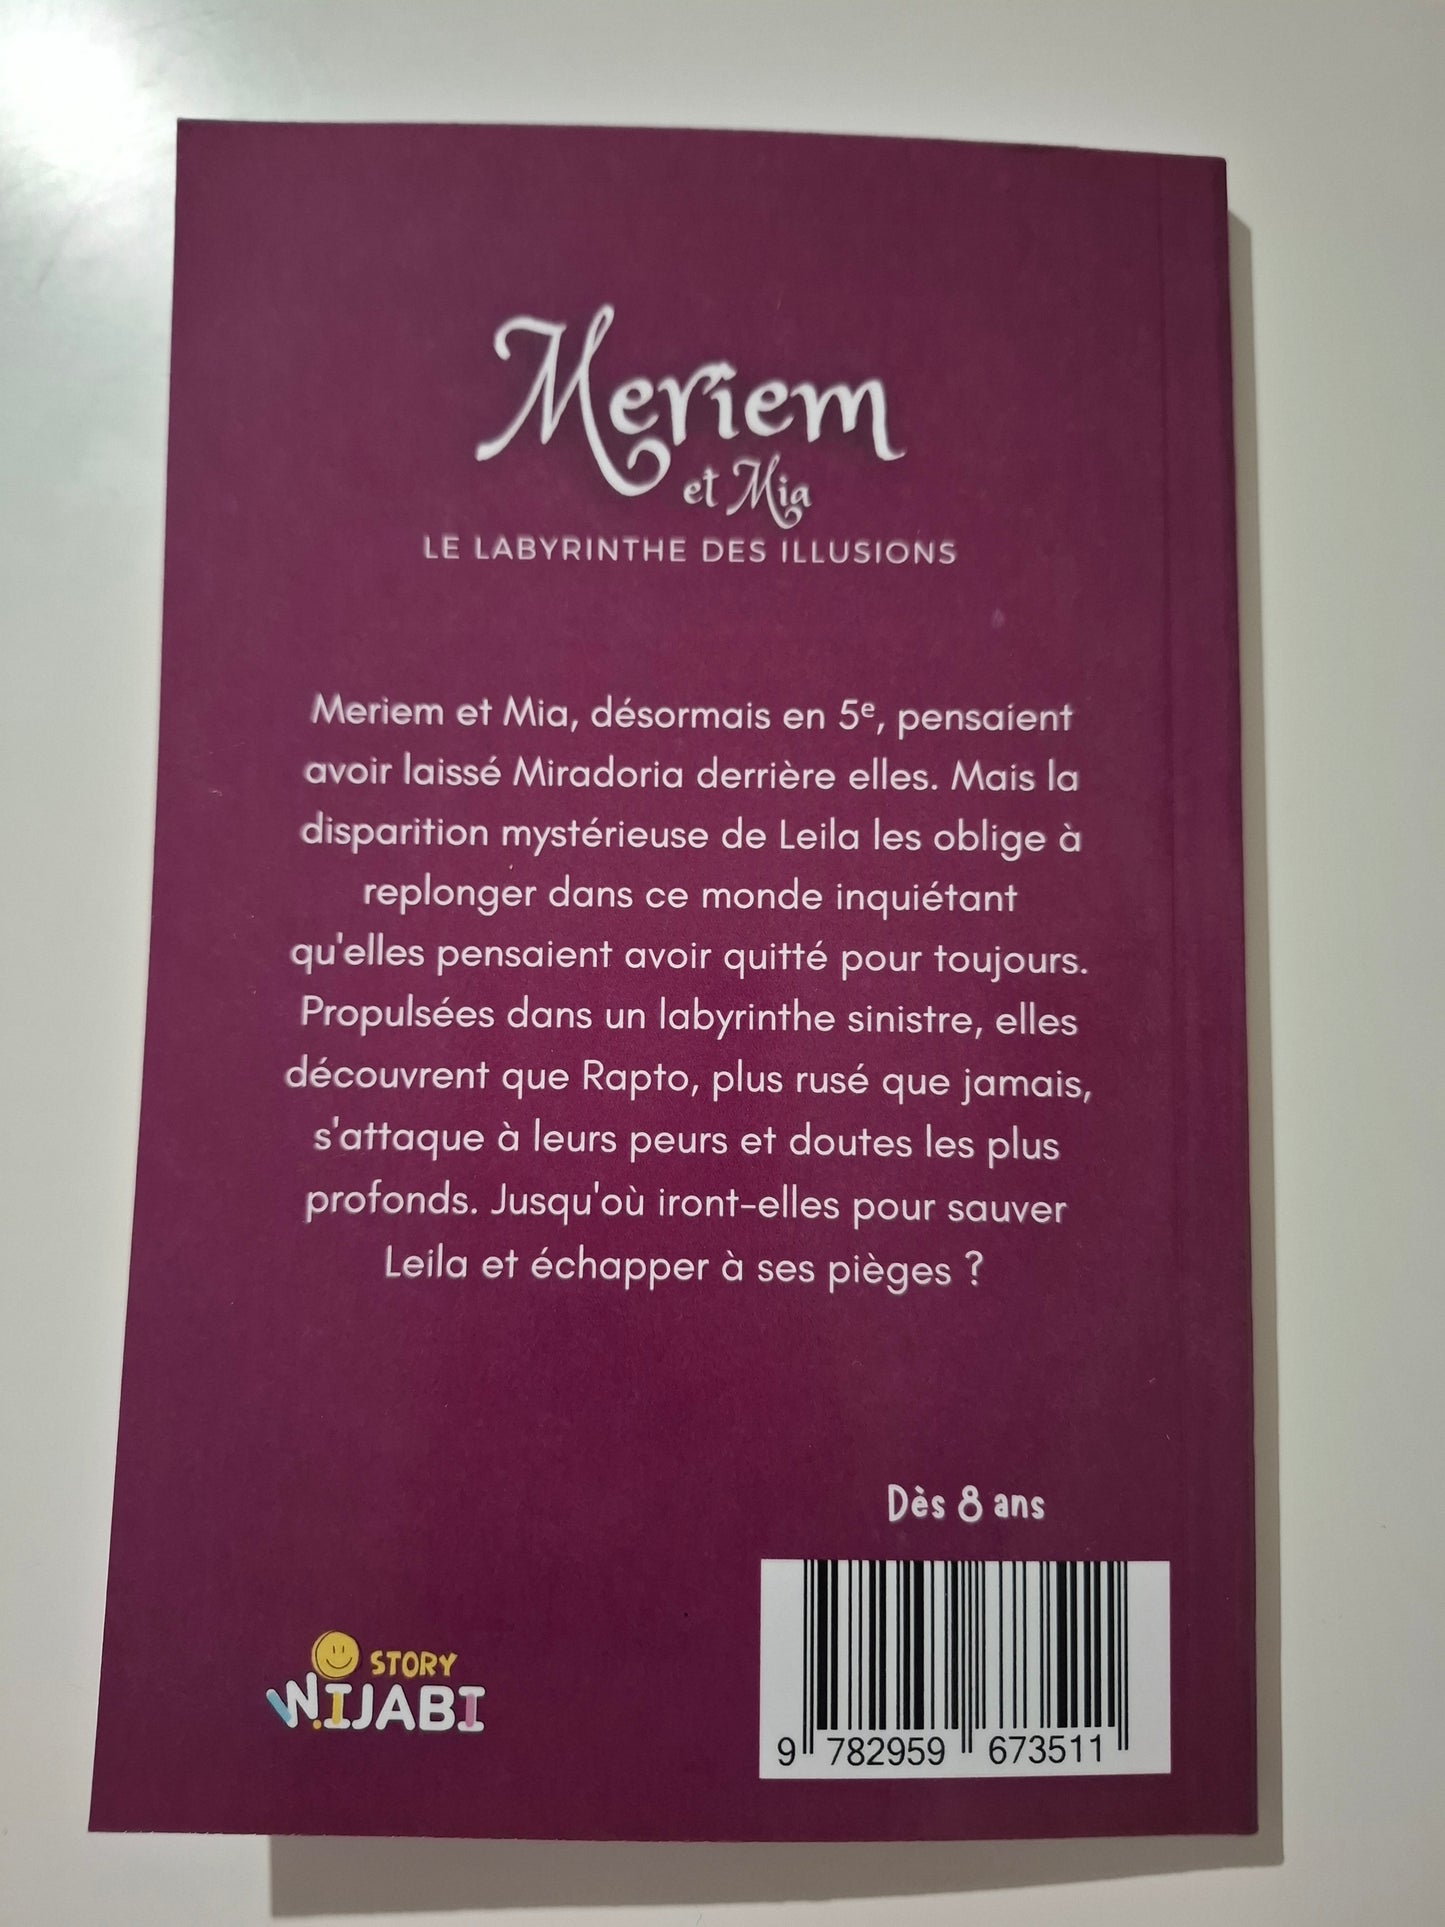 Meriem
et Mia
LE LABYRINTHE DES ILLUSIONS
Meriem et Mia, désormais en 5ᵉ, pensaient
avoir laissé Miradoria derrière elles. Mais la
disparition mystérieuse de Leila les oblige à
replonger dans ce monde inquiétant
qu'elles pensaient avoir quitté pour toujours.
Propulsées dans un labyrinthe sinistre, elles
découvrent que Rapto, plus rusé que jamais,
s'attaque à leurs peurs et doutes les plus
profonds. Jusqu'où iront-elles pour sauver
Leila et échapper à ses pièges ?
Dès 8 ans
STORY
W.IJABI
9 782959 673511